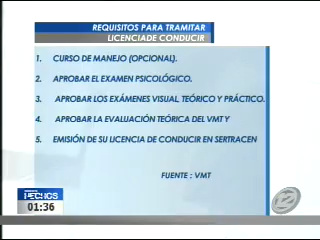 REQUISITOS PARA TRAMITAR
LICENCIADE CONDUCIR
1. CURSO DE MANEJO (OPCIONAL).
2. APROBAR EL EXAMEN PSICOLÓGICO.
3. APROBAR LOS EXÁMENES VISUAL, TEÓRICO Y PRÁCTICO.
4. APROBAR LA EVALUACIÓN TEÓRICA DEL VMT Y
5. EMISIÓN DE SU LICENCIA DE CONDUCIR EN SERTRACEN
FUENTE : VMT
HECHOS
01:36